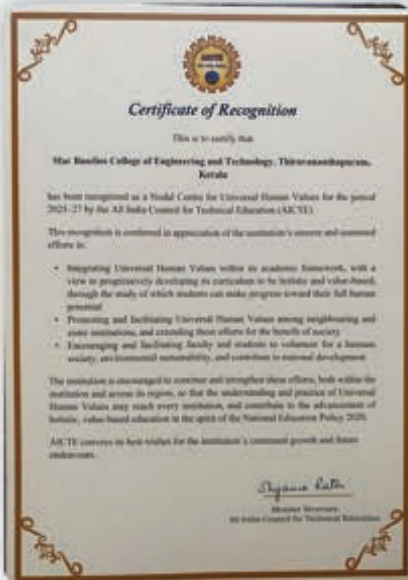 AICTE
Certificate of Recognition
This is to certify that
Mar Baselios College of Engineering and Technology, Thiruvananthapuram,
Kerala
has been recognized as a Nodal Centre for Universal Human Values for the period
2025-27 by the All India Council for Technical Education (AICTE).
This recognition is conferred in appreciation of the institution's sincere and sustained
efforts in:
• Integrating Universal Human Values within its academic framework, with a
view to progressively developing its curriculum to be holistic and value-based,
through the study of which students can make progress toward their full human
potential
• Promoting and facilitating Universal Human Values among neighbouring and
institutions, and extending these efforts for the benefit of society
• Encouraging and facilitating faculty and students to volunteer for a humane
society, environmental sustainability, and contribute to national development
The institution is encouraged to continue and strengthen these efforts, both within the
institution and across its region, so that the understanding and practice of Universal
Human Values may reach every institution, and contribute to the advancement of
holistic, value-based education in the spirit of the National Education Policy 2020.
AICTE conveys its best wishes for the institution's continued growth and future
endeavours.
Member Secretary
All India Council for Technical Education